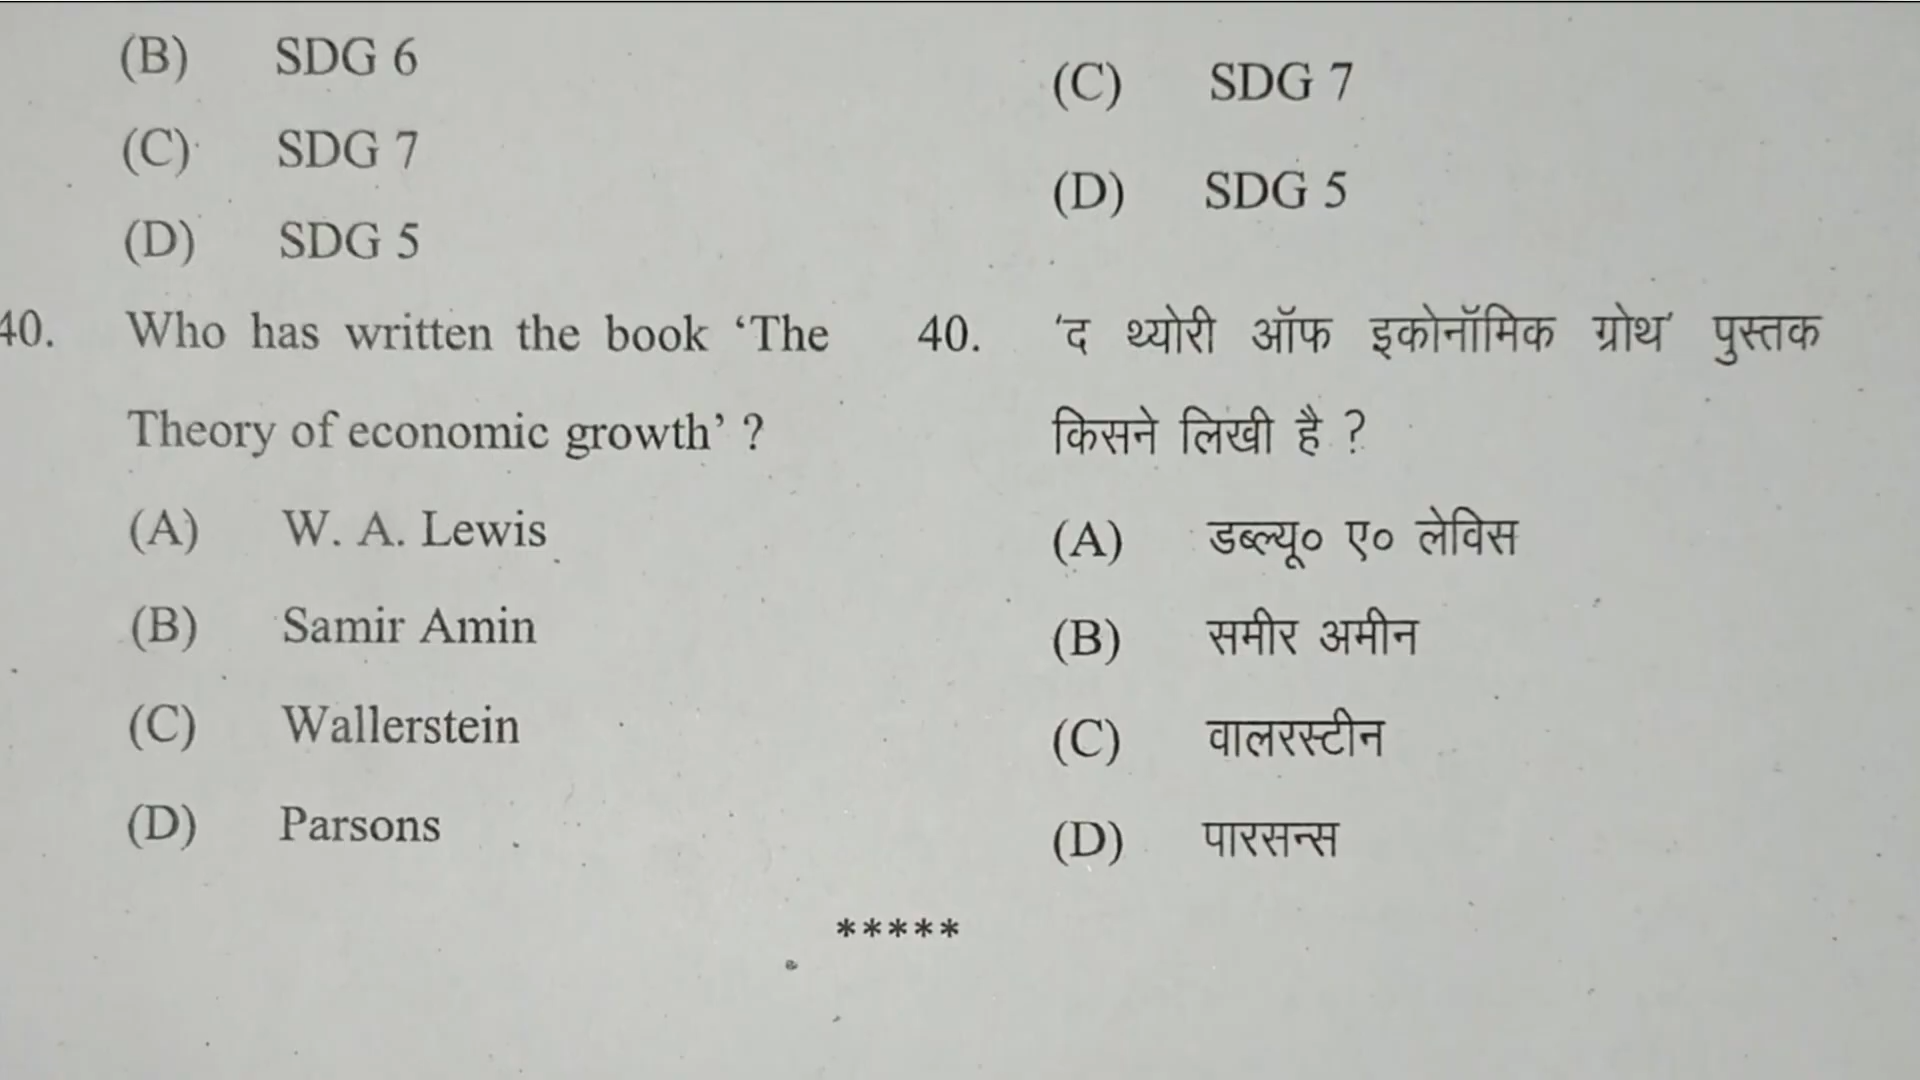 (B) SDG 6
(C) SDG 7
(D) SDG 5
40. Who has written the book ‘The
Theory of economic growth’ ?
(A) W. A. Lewis
(B) Samir Amin
(C) Wallerstein
(D) Parsons
(C) SDG 7
(D) SDG 5
40. ‘द थ्योरी ऑफ इकोनॉमिक ग्रोथ’ पुस्तक
किसने लिखी है ?
(A) डब्ल्यू० ए० लेविस
(B) समीर अमीन
(C) वालरस्टीन
(D) पारसन्स
*****